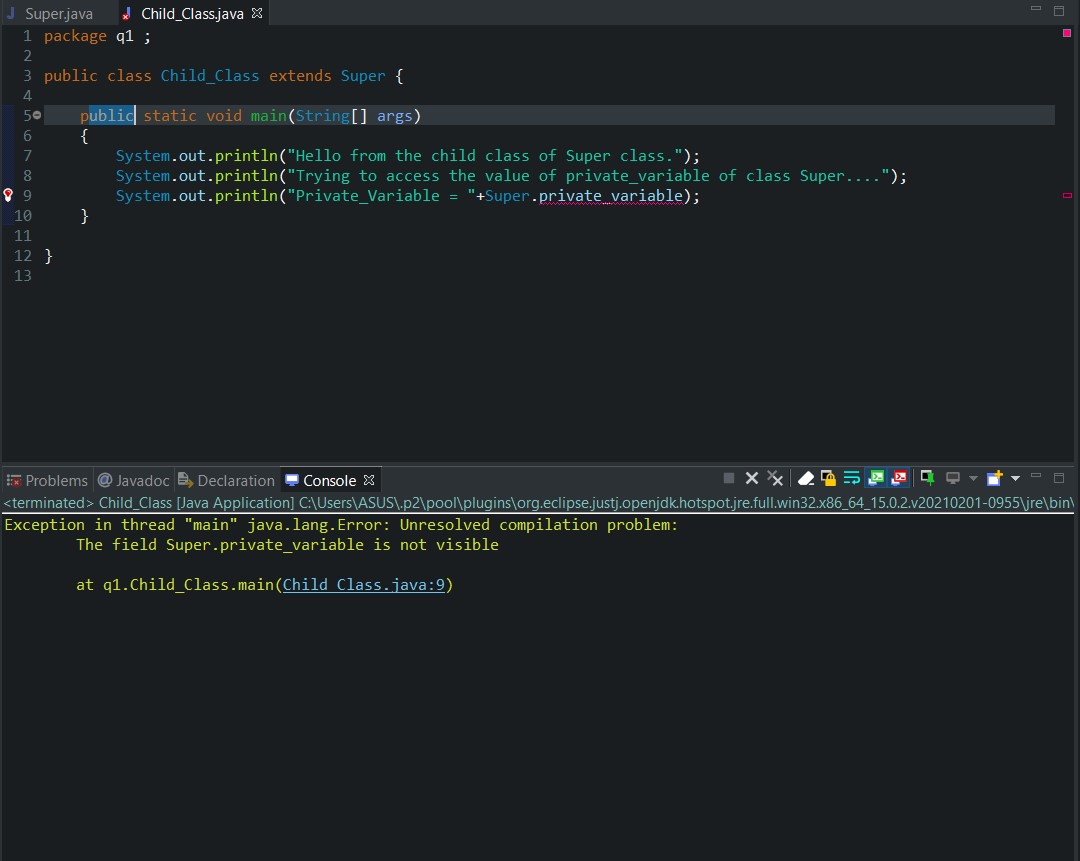 Super.java Child_Class.java
1 package q1 ;
2
3 public class Child_Class extends Super {
4
5 public static void main(String[] args)
6 {
7 System.out.println("Hello from the child class of Super class.");
8 System.out.println("Trying to access the value of private_variable of class Super....");
9 System.out.println("Private_Variable = "+Super.private_variable);
10 }
11
12 }
13
Problems @ Javadoc Declaration Console
<terminated> Child_Class [Java Application] C:\Users\ASUS\.p2\pool\plugins\org.eclipse.justj.openjdk.hotspot.jre.full.win32.x86_64_15.0.2.v20210201-0955\jre\bin\
Exception in thread "main" java.lang.Error: Unresolved compilation problem:
The field Super.private_variable is not visible
at q1.Child_Class.main(Child_Class.java:9)